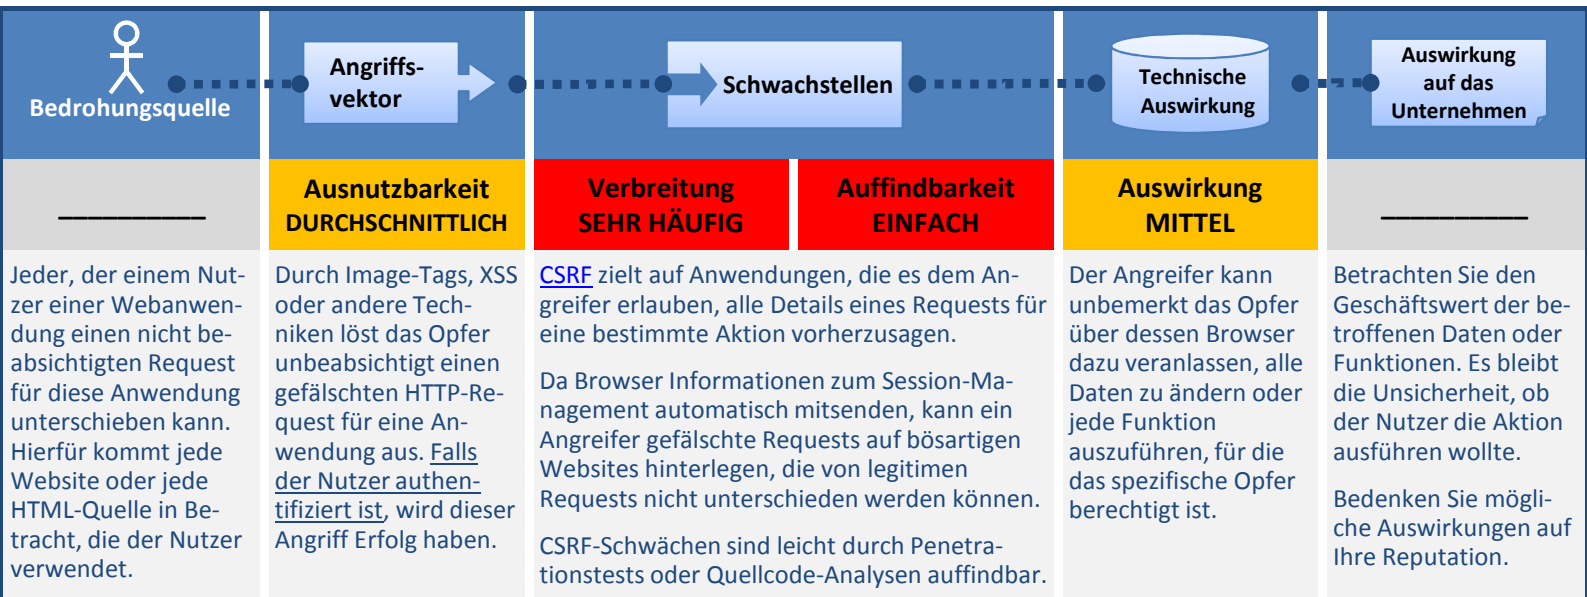 Bedrohungsquelle
Angriffs-
vektor
Schwachstellen
Technische
Auswirkung
Auswirkung
auf das
Unternehmen
__________
Ausnutzbarkeit
DURCHSCHNITTLICH
Verbreitung
SEHR HÄUFIG
Auffindbarkeit
EINFACH
Auswirkung
MITTEL
__________
Jeder, der einem Nut-
zer einer Webanwen-
dung einen nicht be-
absichtigten Request
für diese Anwendung
unterschieben kann.
Hierfür kommt jede
Website oder jede
HTML-Quelle in Be-
tracht, die der Nutzer
verwendet.
Durch Image-Tags, XSS
oder andere Tech-
niken löst das Opfer
unbeabsichtigt einen
gefälschten HTTP-Re-
quest für eine An-
wendung aus. Falls
der Nutzer authen-
tifiziert ist, wird dieser
Angriff Erfolg haben.
CSRF zielt auf Anwendungen, die es dem An-
greifer erlauben, alle Details eines Requests für
eine bestimmte Aktion vorherzusagen.
Da Browser Informationen zum Session-Ma-
nagement automatisch mitsenden, kann ein
Angreifer gefälschte Requests auf bösartigen
Websites hinterlegen, die von legitimen
Requests nicht unterschieden werden können.
CSRF-Schwächen sind leicht durch Penetra-
tionstests oder Quellcode-Analysen auffindbar.
Der Angreifer kann
unbemerkt das Opfer
über dessen Browser
dazu veranlassen, alle
Daten zu ändern oder
jede Funktion
auszuführen, für die
das spezifische Opfer
berechtigt ist.
Betrachten Sie den
Geschäftswert der be-
troffenen Daten oder
Funktionen. Es bleibt
die Unsicherheit, ob
der Nutzer die Aktion
ausführen wollte.
Bedenken Sie mögli-
che Auswirkungen auf
Ihre Reputation.